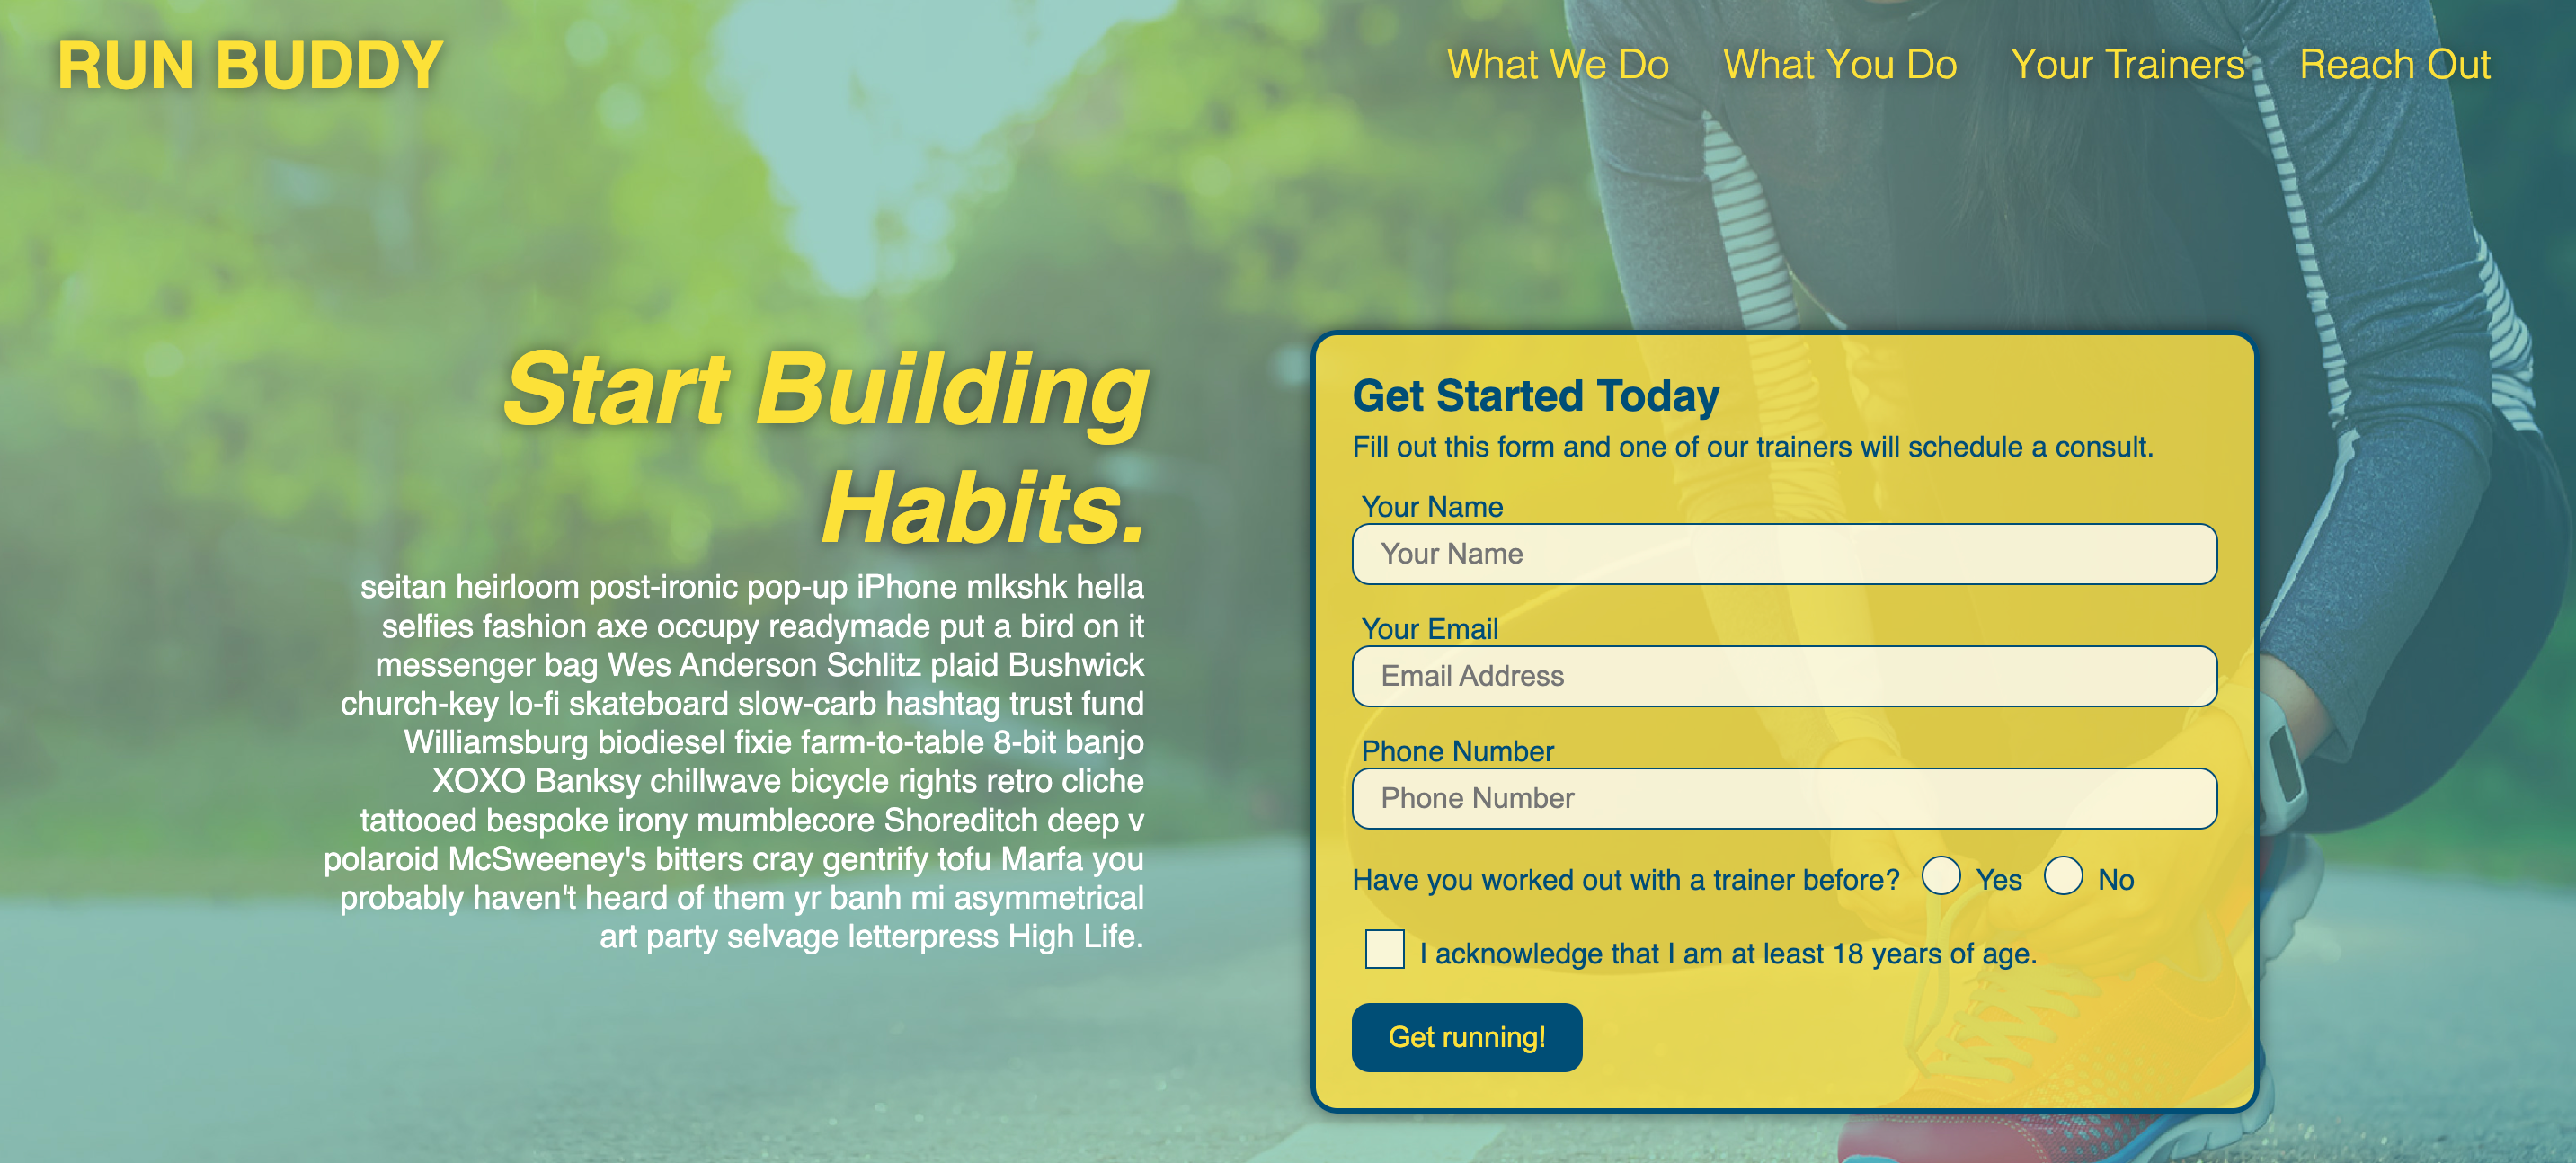 RUN BUDDY
What We Do
What You Do
Your Trainers
Reach Out
Start Building
Habits.
seitan heirloom post-ironic pop-up iPhone mlkshk hella
selfies fashion axe occupy readymade put a bird on it
messenger bag Wes Anderson Schlitz plaid Bushwick
church-key lo-fi skateboard slow-carb hashtag trust fund
Williamsburg biodiesel fixie farm-to-table 8-bit banjo
XOXO Banksy chillwave bicycle rights retro cliche
tattooed bespoke irony mumblecore Shoreditch deep v
polaroid McSweeney's bitters cray gentrify tofu Marfa you
probably haven't heard of them yr banh mi asymmetrical
art party selvage letterpress High Life.
Get Started Today
Fill out this form and one of our trainers will schedule a consult.
Your Name
Your Name
Your Email
Email Address
Phone Number
Phone Number
Have you worked out with a trainer before? Yes No
I acknowledge that I am at least 18 years of age.
Get running!